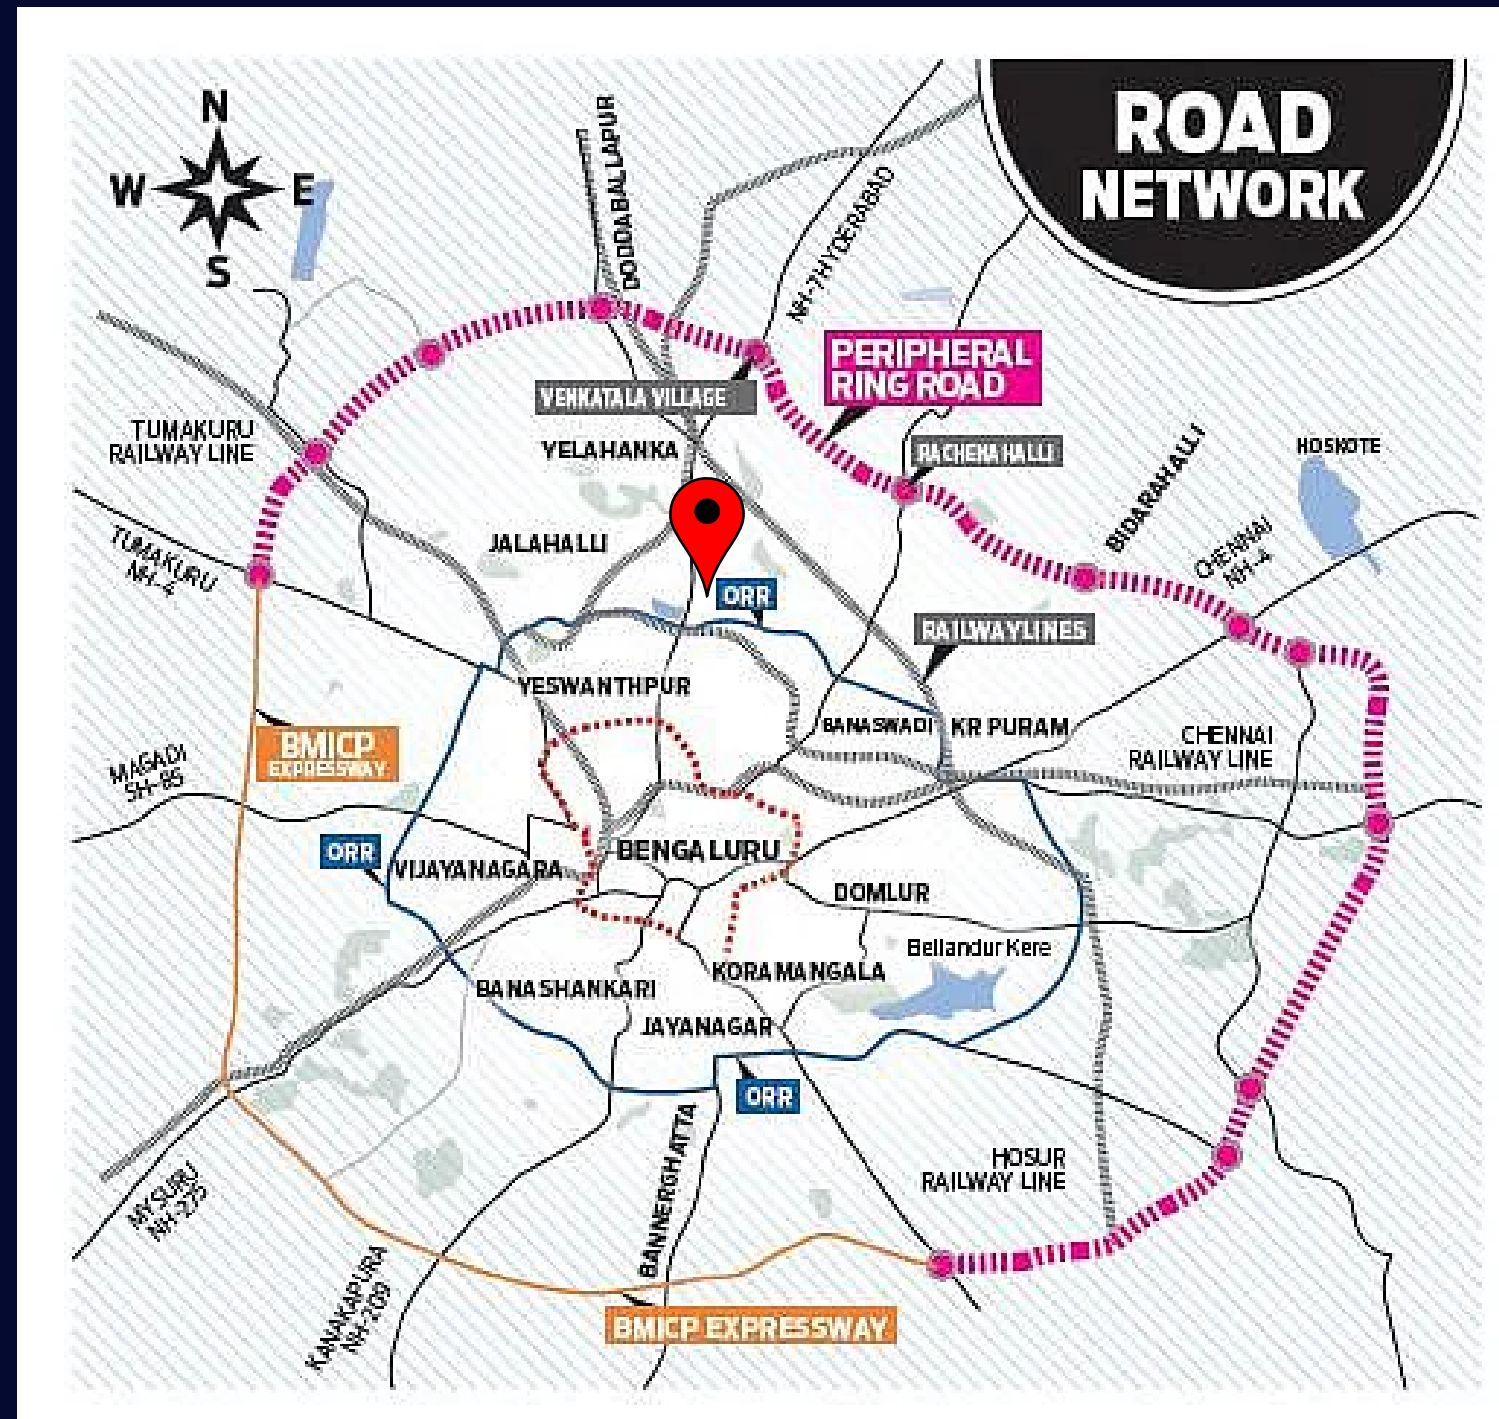 ROAD
NETWORK
N
W
E
S
DODDABALLAPUR
NH-7 HYDERABAD
PERIPHERAL
RING ROAD
VENKATALA VILLAGE
YELAHANKA
RACHENAHALLI
TUMAKURU
RAILWAY LINE
BIDARAHALLI
HOSKOTE
CHENNAI
NH-4
TUMAKURU
NH-4
JALAHALLI
ORR
RAILWAYLINES
YESWANTHPUR
BANASWADI
KR PURAM
BMICP
EXPRESSWAY
MAGADI
SH-85
CHENNAI
RAILWAY LINE
ORR
VIJAYANAGARA
BENGALURU
DOMLUR
Bellandur Kere
KORAMANGALA
BANASHANKARI
JAYANAGAR
ORR
BANNERGHATTA
HOSUR
RAILWAY LINE
MYSURU
NH-275
KANAKAPURA
NH-209
BMICP EXPRESSWAY